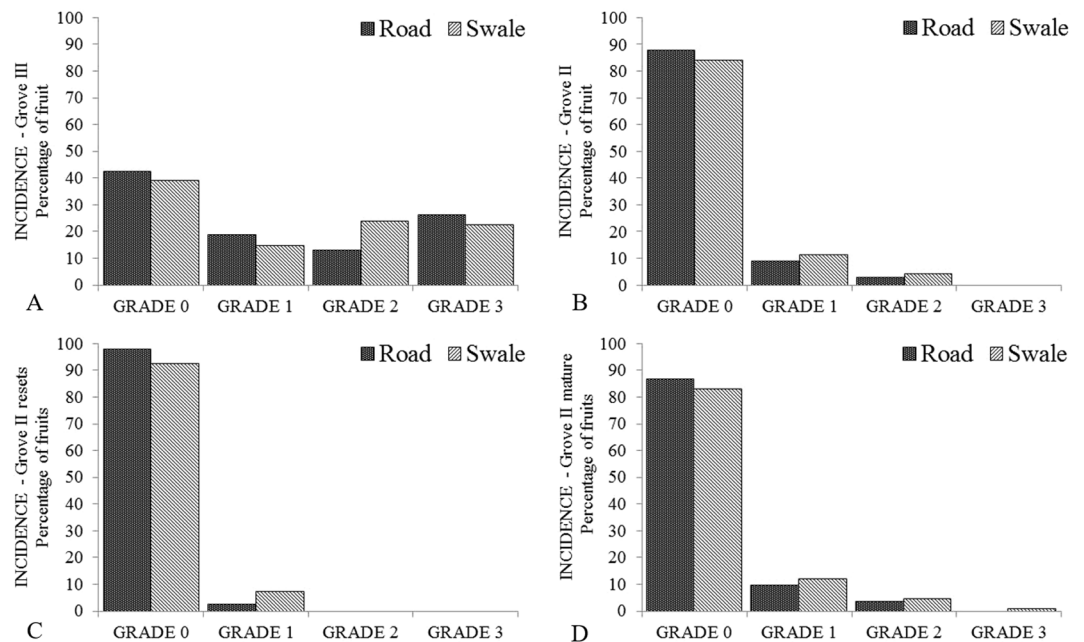 INCIDENCE - Grove III
Percentage of fruit
100
90
80
70
60
50
40
30
20
10
0
Road Swale
GRADE 0 GRADE 1 GRADE 2 GRADE 3
A
INCIDENCE - Grove II
Percentage of fruit
100
90
80
70
60
50
40
30
20
10
0
Road Swale
GRADE 0 GRADE 1 GRADE 2 GRADE 3
B
INCIDENCE - Grove II resets
Percentage of fruits
100
90
80
70
60
50
40
30
20
10
0
Road Swale
GRADE 0 GRADE 1 GRADE 2 GRADE 3
C
INCIDENCE - Grove II mature
Percentage of fruits
100
90
80
70
60
50
40
30
20
10
0
Road Swale
GRADE 0 GRADE 1 GRADE 2 GRADE 3
D